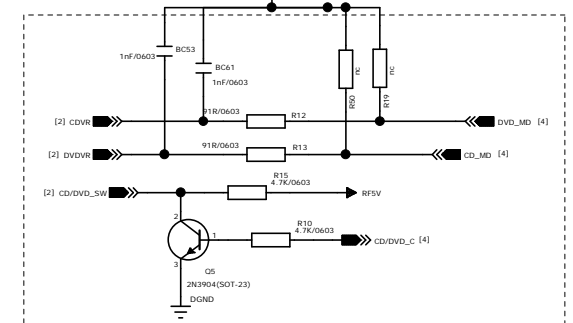 BC53
1nF/0603
BC61
1nF/0603
nc
R50
nc
R19
[2] CDVR
91R/0603
R12
DVD_MD [4]
[2] DVDVR
91R/0603
R13
CD_MD [4]
[2] CD/DVD_SW
R15
4.7K/0603
RF5V
2
1
3
R10
4.7K/0603
CD/DVD_C [4]
Q5
2N3904(SOT-23)
DGND